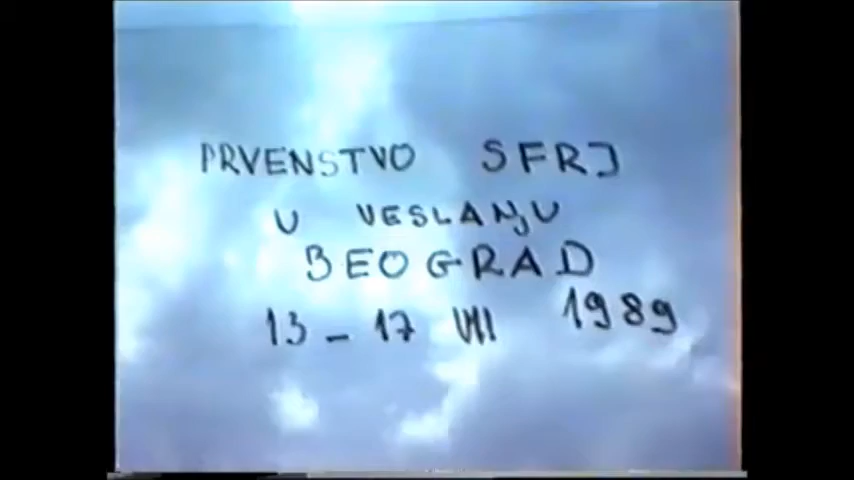 PRVENSTVO SFRJ
U VESLANJU
BEOGRAD
13 - 17 VII 1989